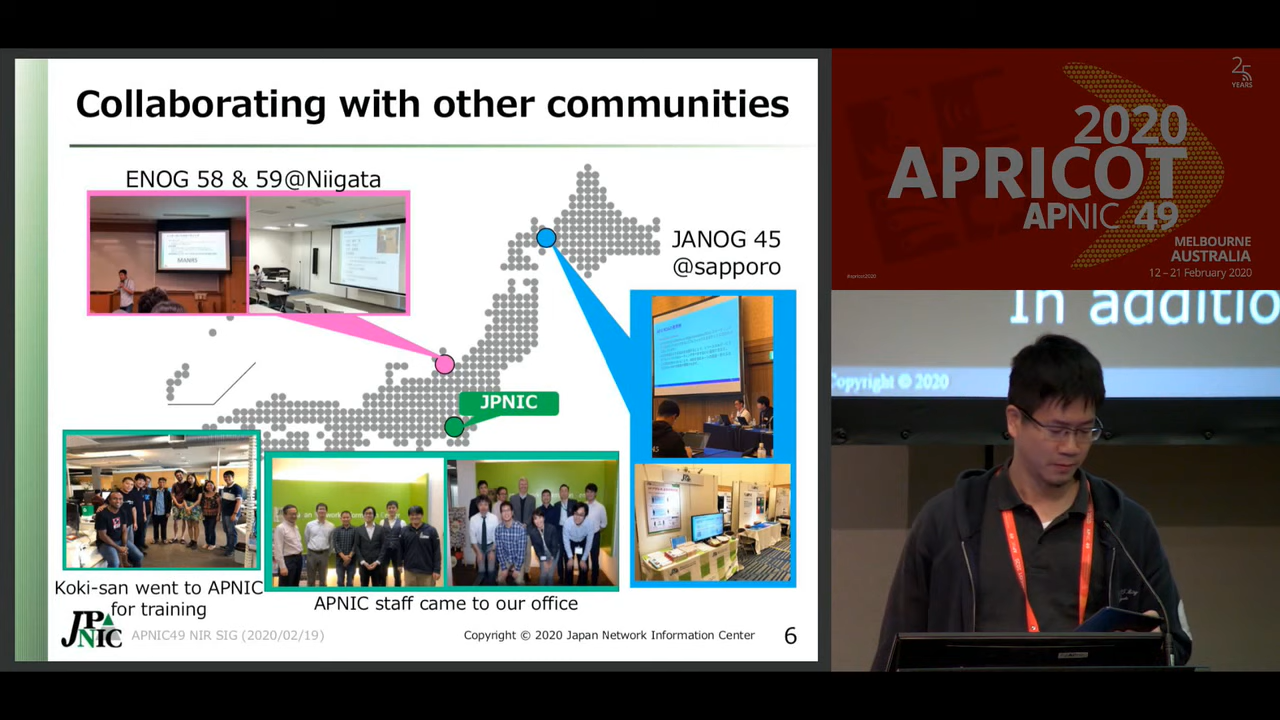 Collaborating with other communities
ENOG 58 & 59@Niigata
MANRS
JANOG 45
@sapporo
JPNIC
Koki-san went to APNIC
for training
APNIC staff came to our office
JPNIC
APNIC49 NIR SIG (2020/02/19)
Copyright © 2020 Japan Network Information Center
6
25
YEARS
2020
APRICOT
APNIC 49
MELBOURNE
AUSTRALIA
12 – 21 February 2020
#apricot2020
In additio
Copyright © 2020